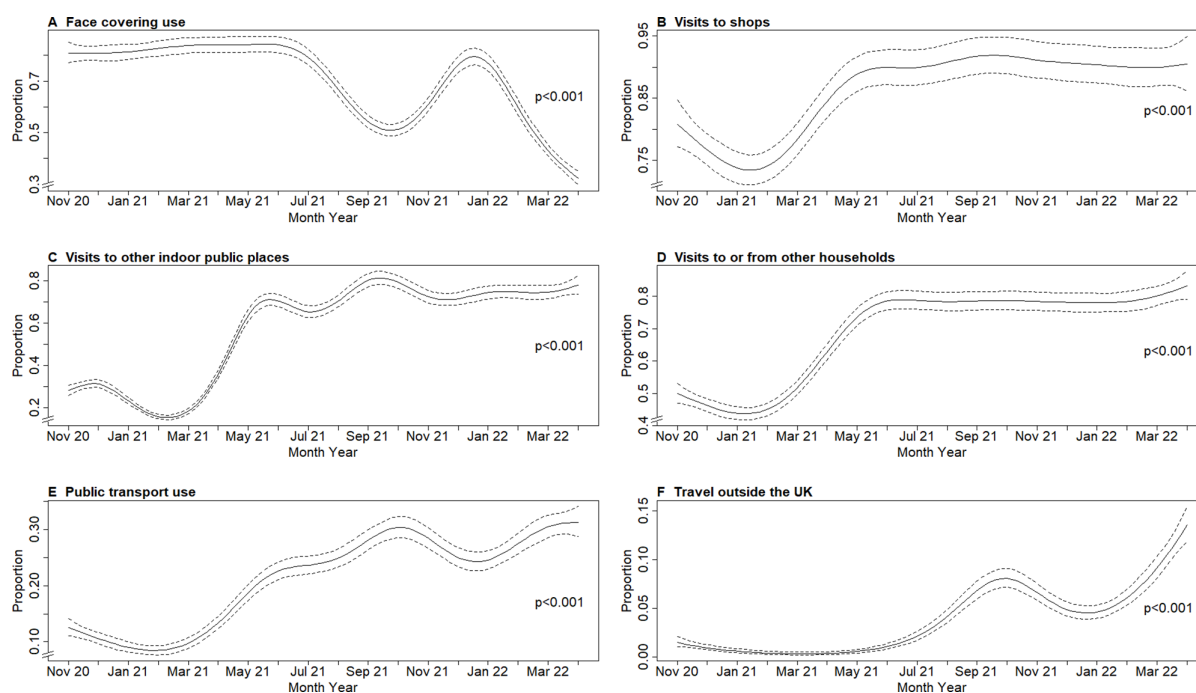 A Face covering use
Proportion
0.3 0.5 0.7
Nov 20 Jan 21 Mar 21 May 21 Jul 21 Sep 21 Nov 21 Jan 22 Mar 22
Month Year
p<0.001
B Visits to shops
Proportion
0.75 0.85 0.95
Nov 20 Jan 21 Mar 21 May 21 Jul 21 Sep 21 Nov 21 Jan 22 Mar 22
Month Year
p<0.001
C Visits to other indoor public places
Proportion
0.2 0.4 0.6 0.8
Nov 20 Jan 21 Mar 21 May 21 Jul 21 Sep 21 Nov 21 Jan 22 Mar 22
Month Year
p<0.001
D Visits to or from other households
Proportion
0.4 0.5 0.6 0.7 0.8
Nov 20 Jan 21 Mar 21 May 21 Jul 21 Sep 21 Nov 21 Jan 22 Mar 22
Month Year
p<0.001
E Public transport use
Proportion
0.10 0.20 0.30
Nov 20 Jan 21 Mar 21 May 21 Jul 21 Sep 21 Nov 21 Jan 22 Mar 22
Month Year
p<0.001
F Travel outside the UK
Proportion
0.00 0.05 0.10 0.15
Nov 20 Jan 21 Mar 21 May 21 Jul 21 Sep 21 Nov 21 Jan 22 Mar 22
Month Year
p<0.001